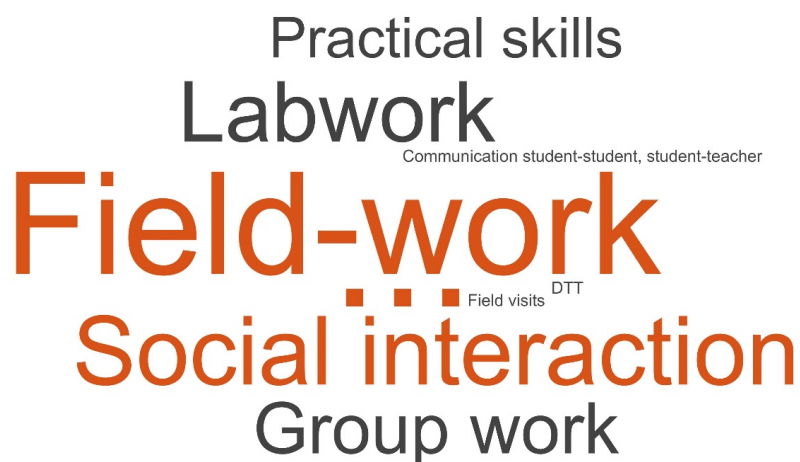 Practical skills
Labwork
Communication student-student, student-teacher
Field-work
DTT
... Field visits
Social interaction
Group work